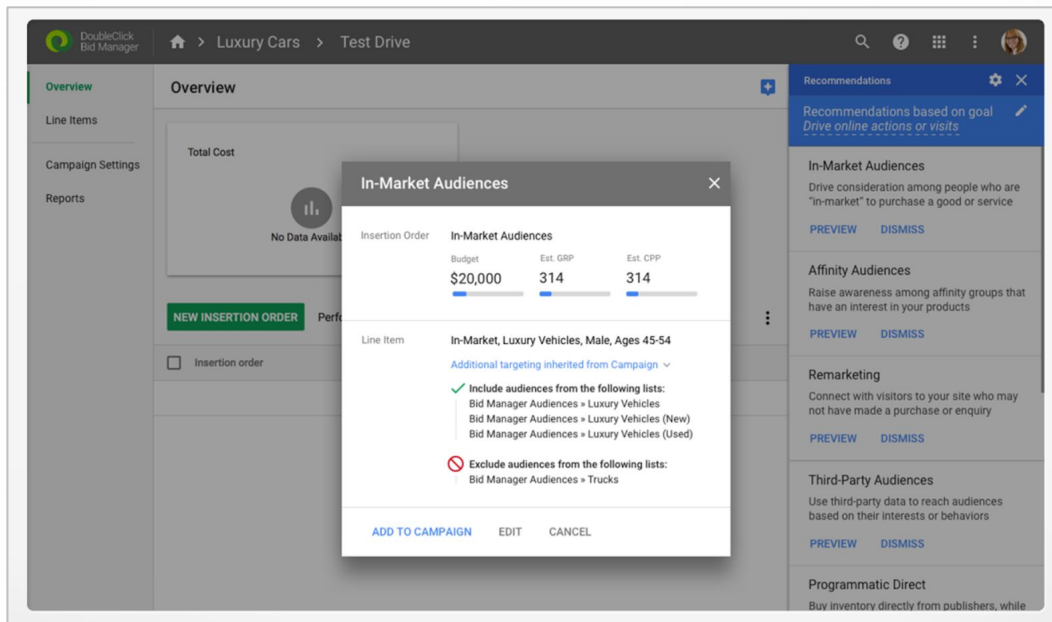 DoubleClick
Bid Manager
Luxury Cars > Test Drive
Overview
Line Items
Campaign Settings
Reports
Overview
Total Cost
No Data Availab
NEW INSERTION ORDER Perfo
Insertion order
In-Market Audiences
Insertion Order In-Market Audiences
Budget Est. GRP Est. CPP
$20,000 314 314
Line Item In-Market, Luxury Vehicles, Male, Ages 45-54
Additional targeting inherited from Campaign
Include audiences from the following lists:
Bid Manager Audiences » Luxury Vehicles
Bid Manager Audiences » Luxury Vehicles (New)
Bid Manager Audiences » Luxury Vehicles (Used)
Exclude audiences from the following lists:
Bid Manager Audiences » Trucks
ADD TO CAMPAIGN EDIT CANCEL
Recommendations
Recommendations based on goal
Drive online actions or visits
In-Market Audiences
Drive consideration among people who are
"in-market" to purchase a good or service
PREVIEW DISMISS
Affinity Audiences
Raise awareness among affinity groups that
have an interest in your products
PREVIEW DISMISS
Remarketing
Connect with visitors to your site who may
not have made a purchase or enquiry
PREVIEW DISMISS
Third-Party Audiences
Use third-party data to reach audiences
based on their interests or behaviors
PREVIEW DISMISS
Programmatic Direct
Buy inventory directly from publishers, while